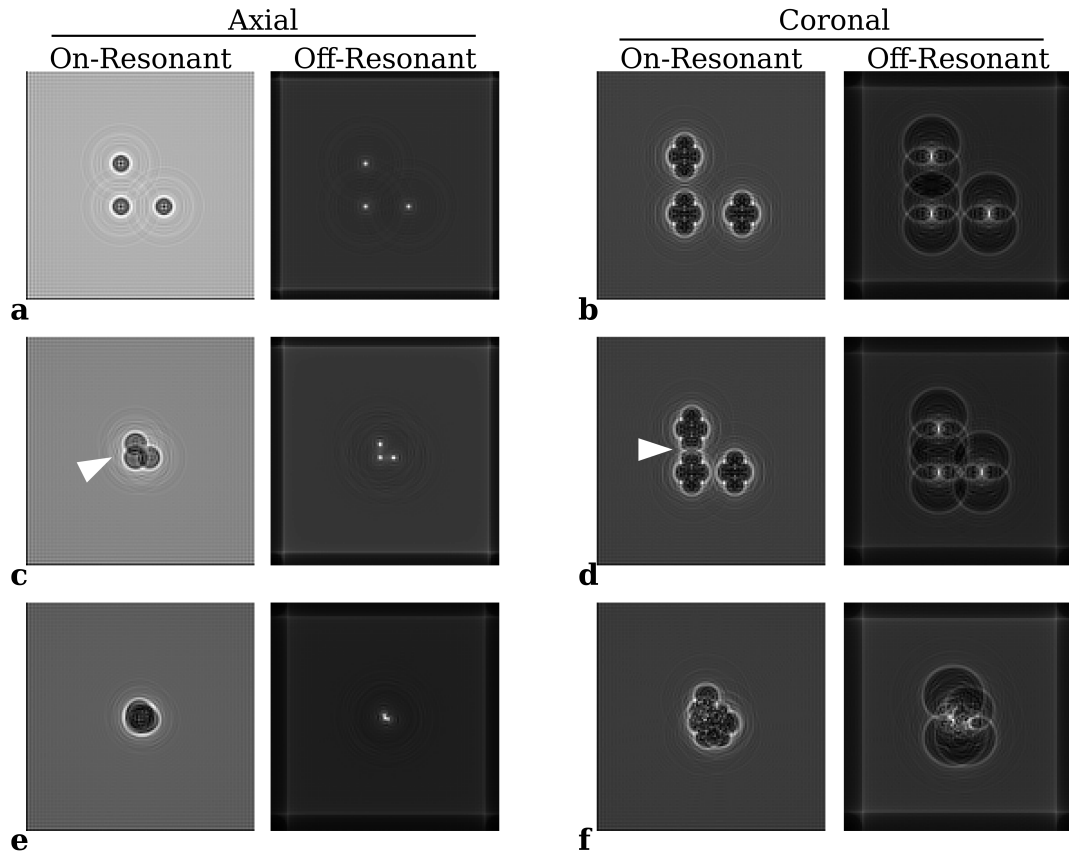 Axial Coronal
On-Resonant Off-Resonant On-Resonant Off-Resonant
a b
c d
e f